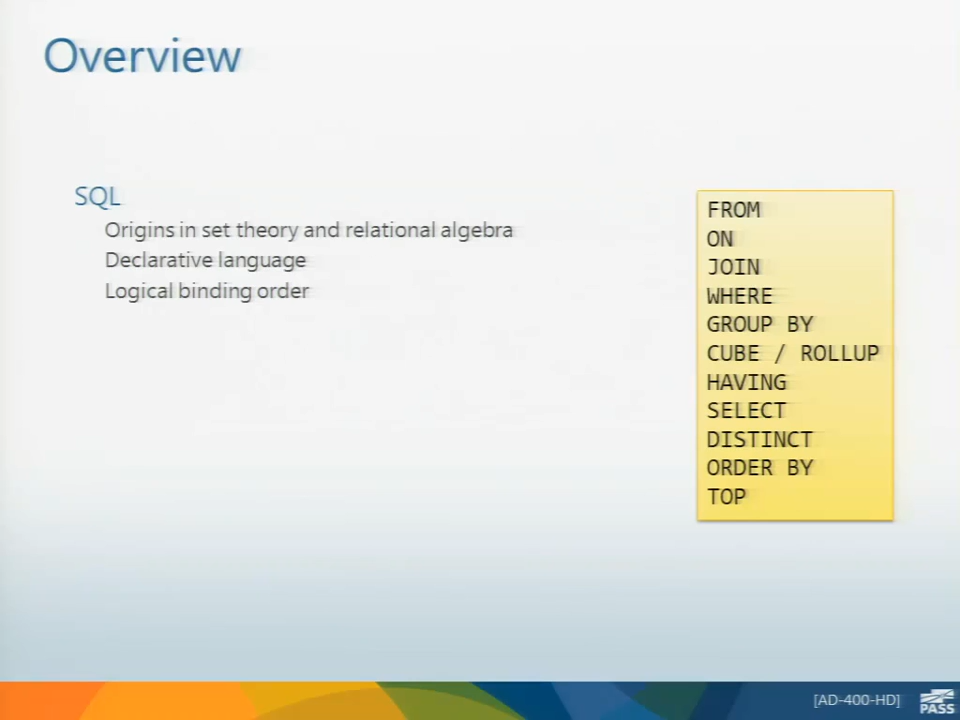 Overview
SQL
Origins in set theory and relational algebra
Declarative language
Logical binding order
FROM
ON
JOIN
WHERE
GROUP BY
CUBE / ROLLUP
HAVING
SELECT
DISTINCT
ORDER BY
TOP
[AD-400-HD]
PASS